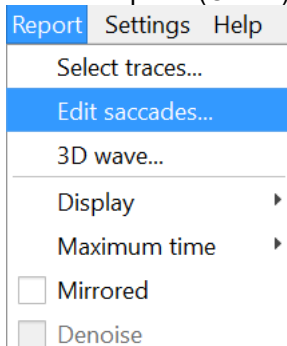 Report Settings Help
Select traces...
Edit saccades...
3D wave...
Display
Maximum time
Mirrored
Denoise